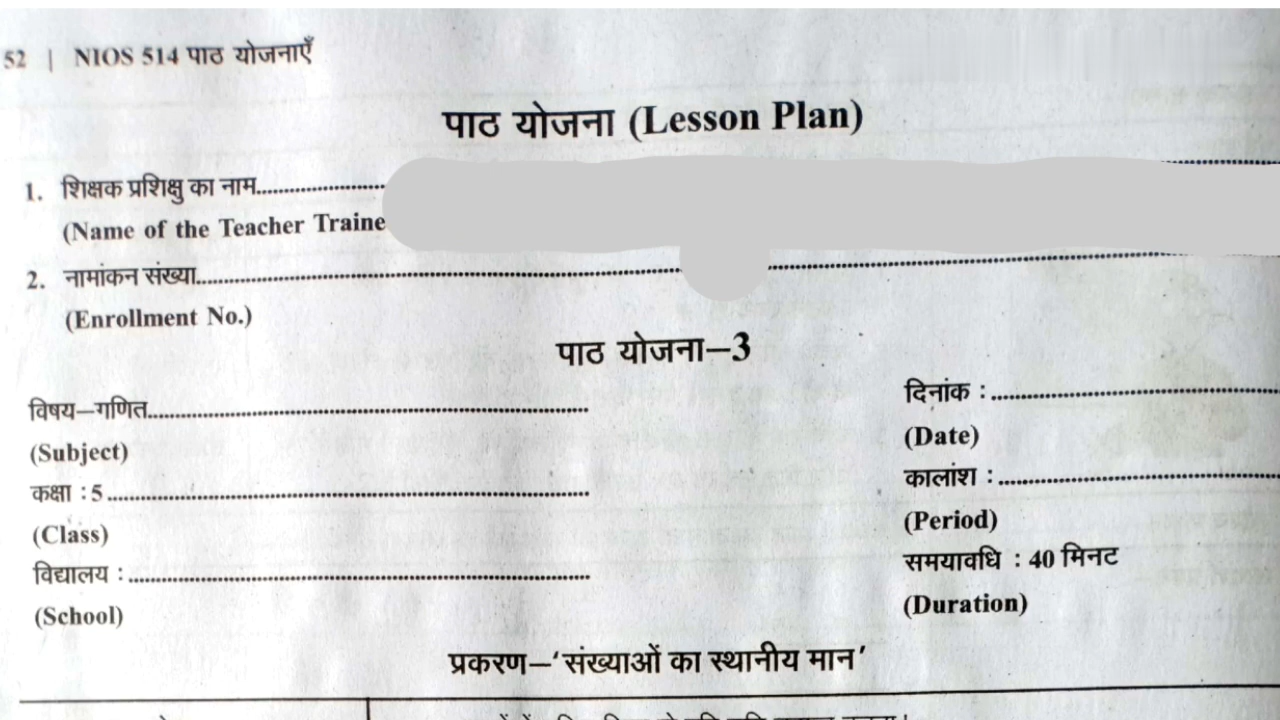 52 | NIOS 514 पाठ योजनाएँ
पाठ योजना (Lesson Plan)
1. शिक्षक प्रशिक्षु का नाम
(Name of the Teacher Traine
2. नामांकन संख्या
(Enrollment No.)
पाठ योजना–3
विषय–गणित
दिनांक :
(Subject)
(Date)
कक्षा : 5
कालांश :
(Class)
(Period)
विद्यालय :
समयावधि : 40 मिनट
(School)
(Duration)
प्रकरण–‘संख्याओं का स्थानीय मान’